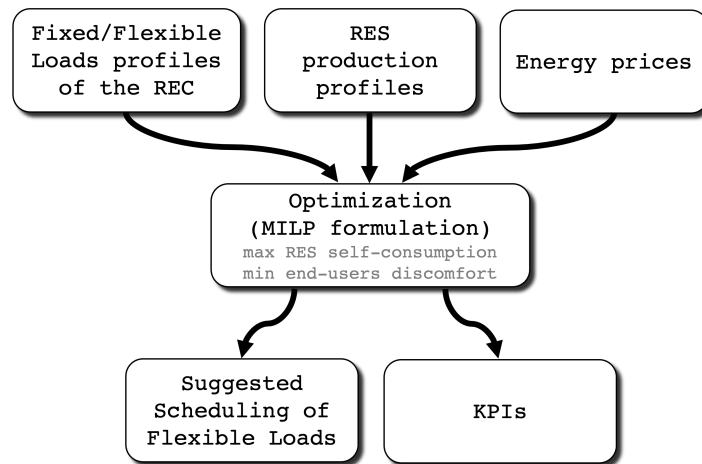 Fixed/Flexible
Loads profiles
of the REC
RES
production
profiles
Energy prices
Optimization
(MILP formulation)
max RES self-consumption
min end-users discomfort
Suggested
Scheduling of
Flexible Loads
KPIs